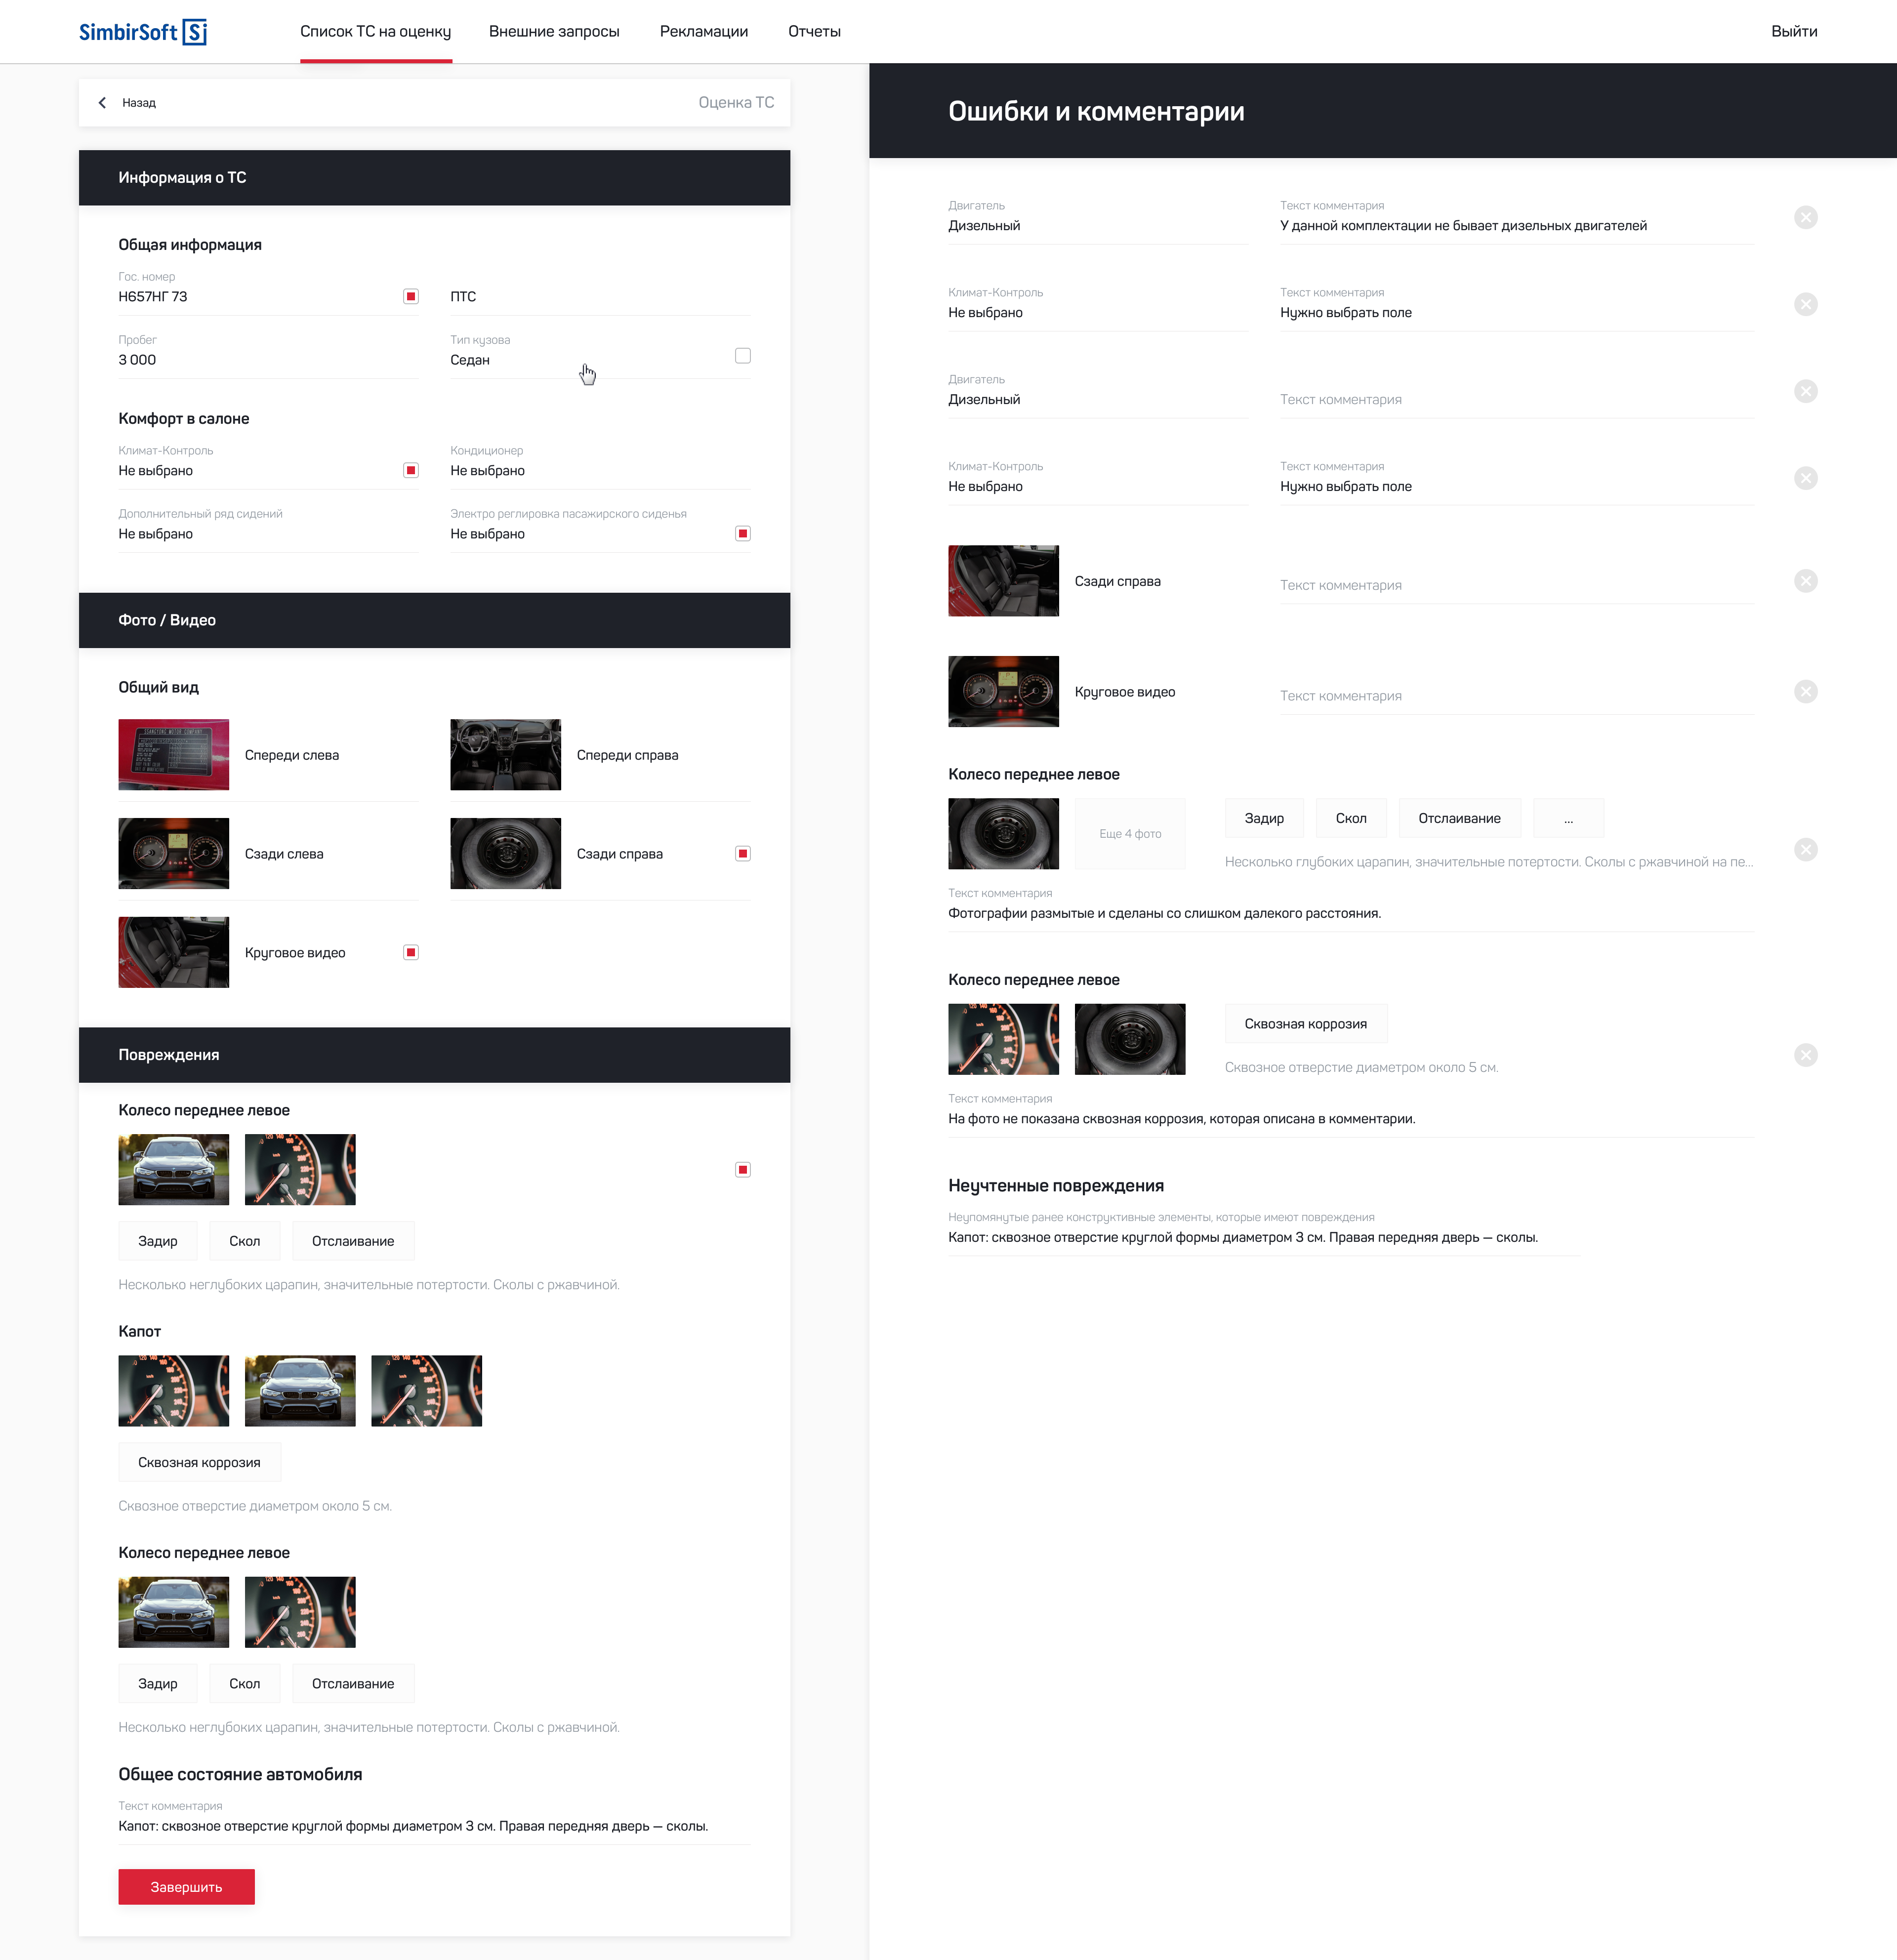 SimbirSoft Si
Список ТС на оценку
Внешние запросы
Рекламации
Отчеты
Выйти
Назад
Оценка ТС
Информация о ТС
Общая информация
Гос. номер
Н657НГ 73
ПТС
Пробег
3 000
Тип кузова
Седан
Комфорт в салоне
Климат-Контроль
Не выбрано
Кондиционер
Не выбрано
Дополнительный ряд сидений
Не выбрано
Электро реглировка пасажирского сиденья
Не выбрано
Фото / Видео
Общий вид
Спереди слева
Спереди справа
Сзади слева
Сзади справа
Круговое видео
Повреждения
Колесо переднее левое
Задир
Скол
Отслаивание
Несколько неглубоких царапин, значительные потертости. Сколы с ржавчиной.
Капот
Сквозная коррозия
Сквозное отверстие диаметром около 5 см.
Колесо переднее левое
Задир
Скол
Отслаивание
Несколько неглубоких царапин, значительные потертости. Сколы с ржавчиной.
Общее состояние автомобиля
Текст комментария
Капот: сквозное отверстие круглой формы диаметром 3 см. Правая передняя дверь — сколы.
Завершить
Ошибки и комментарии
Двигатель
Дизельный
Текст комментария
У данной комплектации не бывает дизельных двигателей
Климат-Контроль
Не выбрано
Текст комментария
Нужно выбрать поле
Двигатель
Дизельный
Текст комментария
Климат-Контроль
Не выбрано
Текст комментария
Нужно выбрать поле
Сзади справа
Текст комментария
Круговое видео
Текст комментария
Колесо переднее левое
Еще 4 фото
Задир
Скол
Отслаивание
...
Несколько глубоких царапин, значительные потертости. Сколы с ржавчиной на пе...
Текст комментария
Фотографии размытые и сделаны со слишком далекого расстояния.
Колесо переднее левое
Сквозная коррозия
Сквозное отверстие диаметром около 5 см.
Текст комментария
На фото не показана сквозная коррозия, которая описана в комментарии.
Неучтенные повреждения
Неупомянутые ранее конструктивные элементы, которые имеют повреждения
Капот: сквозное отверстие круглой формы диаметром 3 см. Правая передняя дверь — сколы.